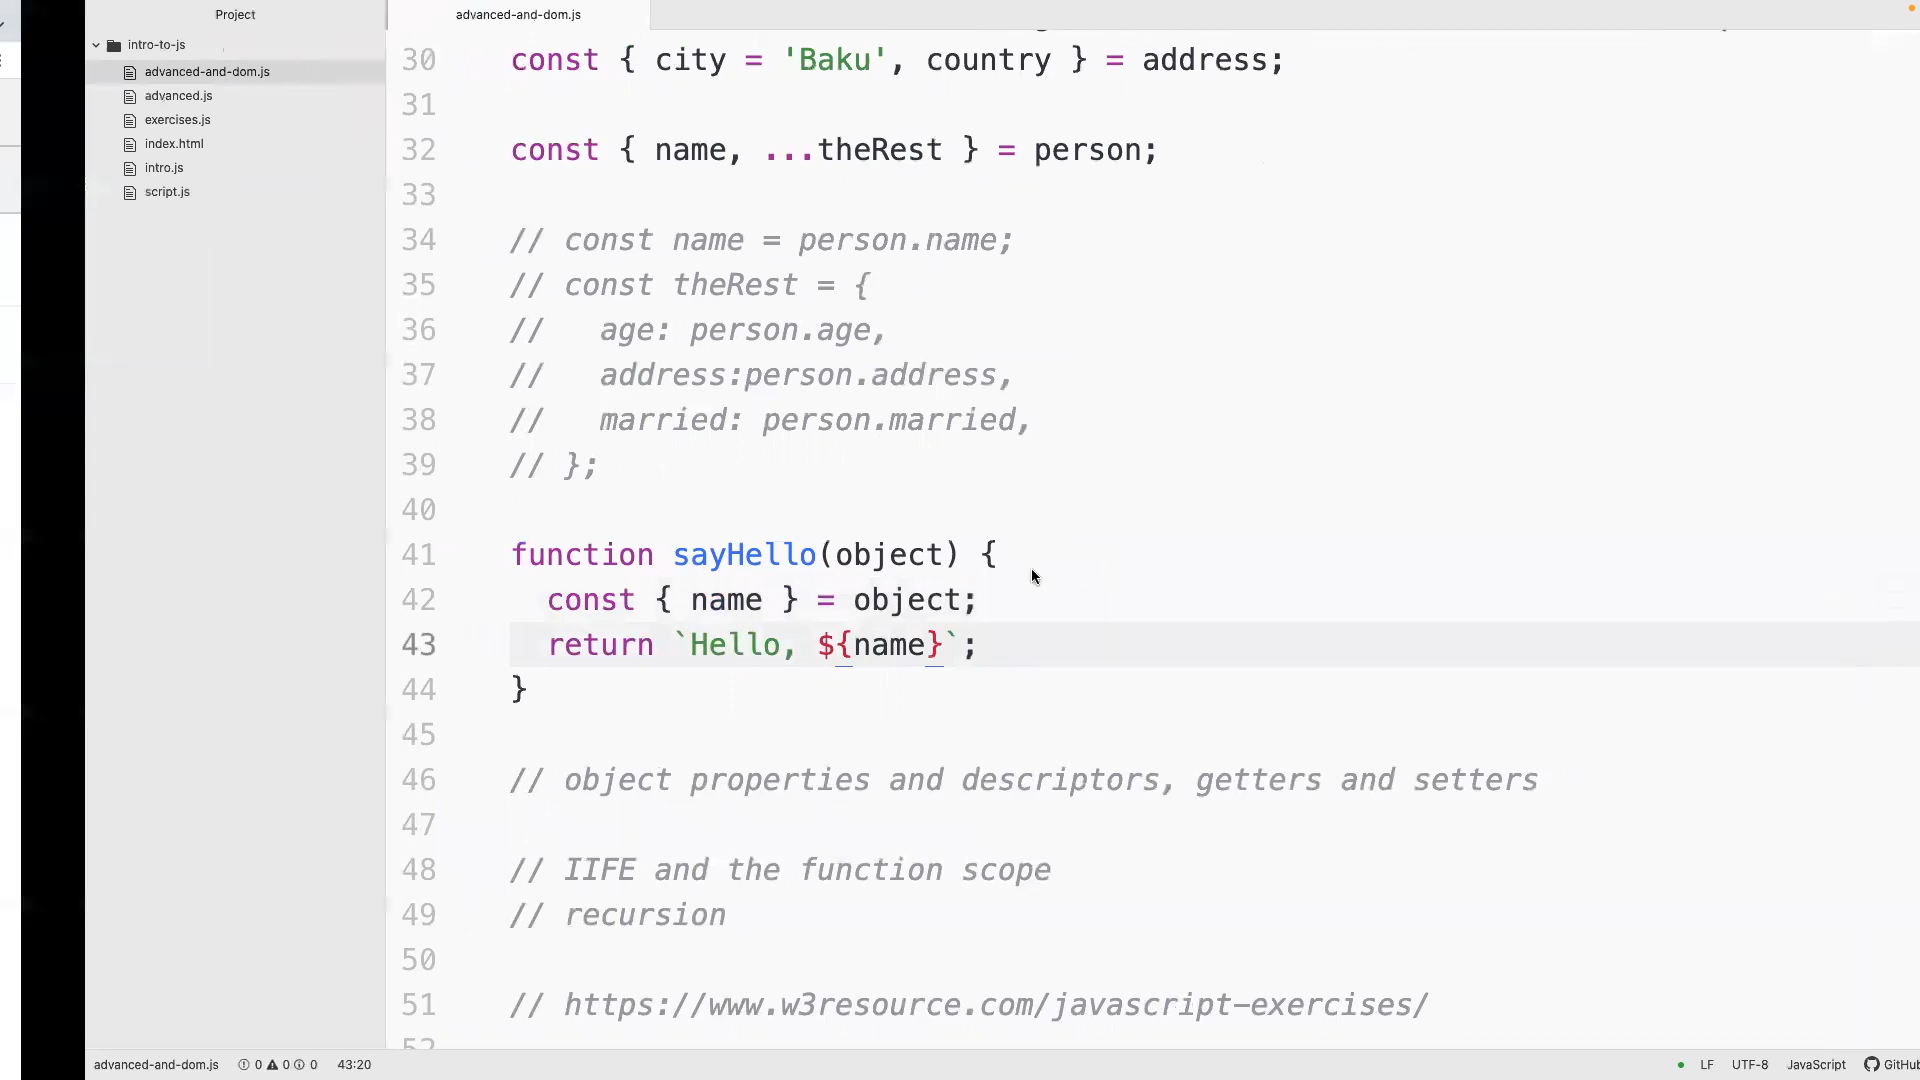 Project
intro-to-js
advanced-and-dom.js
advanced.js
exercises.js
index.html
intro.js
script.js
advanced-and-dom.js
30 const { city = 'Baku', country } = address;
31
32 const { name, ...theRest } = person;
33
34 // const name = person.name;
35 // const theRest = {
36 //   age: person.age,
37 //   address:person.address,
38 //   married: person.married,
39 // };
40
41 function sayHello(object) {
42   const { name } = object;
43   return `Hello, ${name}`;
44 }
45
46 // object properties and descriptors, getters and setters
47
48 // IIFE and the function scope
49 // recursion
50
51 // https://www.w3resource.com/javascript-exercises/
52
advanced-and-dom.js 0 0 0 43:20 LF UTF-8 JavaScript GitHub